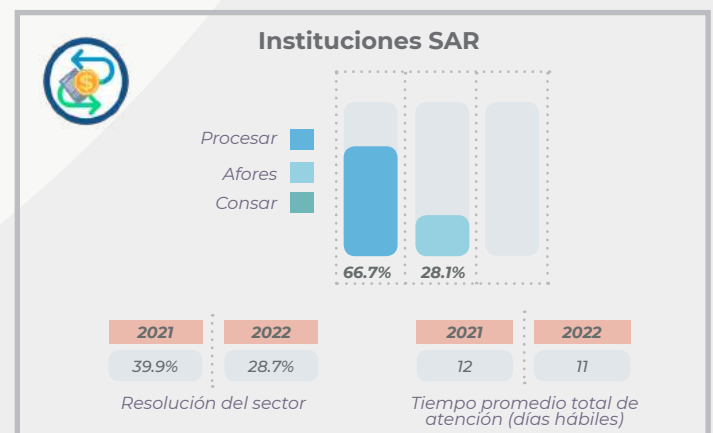 Instituciones SAR
Procesar
Afores
Consar
66.7% 28.1%
2021 2022
39.9% 28.7%
Resolución del sector
2021 2022
12 11
Tiempo promedio total de
atención (días hábiles)